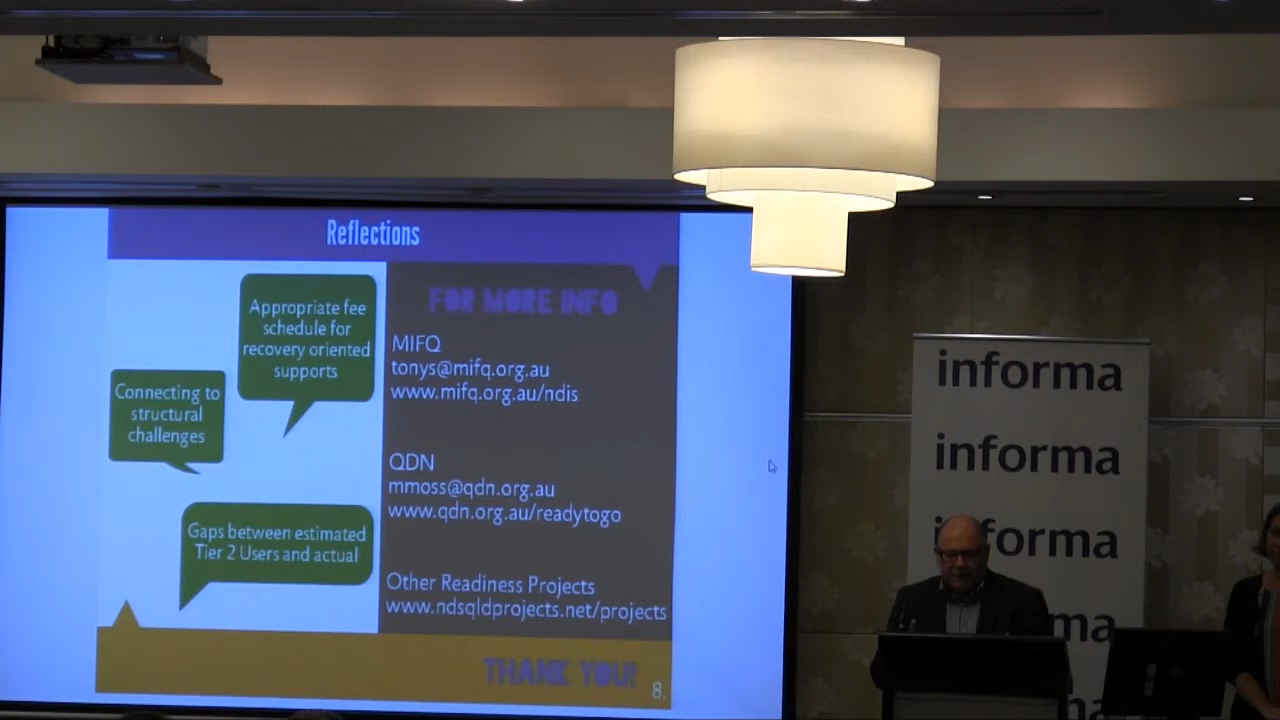 Reflections
Appropriate fee
schedule for
recovery oriented
supports
Connecting to
structural
challenges
Gaps between estimated
Tier 2 Users and actual
FOR MORE INFO
MIFQ
tonys@mifq.org.au
www.mifq.org.au/ndis
QDN
mmoss@qdn.org.au
www.qdn.org.au/readytogo
Other Readiness Projects
www.ndsqldprojects.net/projects
THANK YOU!
8.
informa
informa
informa
ma
na